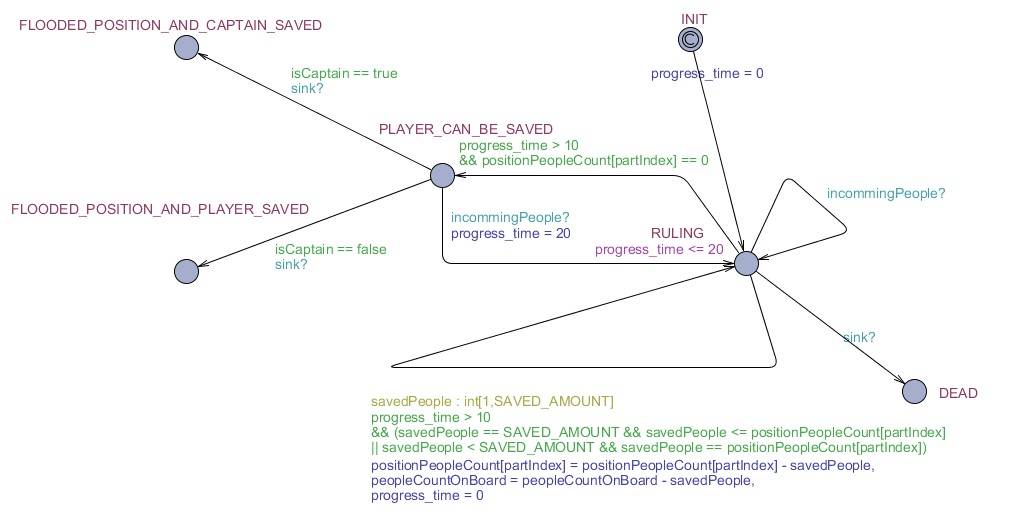 FLOODED_POSITION_AND_CAPTAIN_SAVED
INIT
©
isCaptain == true
sink?
progress_time = 0
PLAYER_CAN_BE_SAVED
progress_time > 10
&& positionPeopleCount[partIndex] == 0
incommingPeople?
FLOODED_POSITION_AND_PLAYER_SAVED
incommingPeople?
progress_time = 20
RULING
progress_time <= 20
isCaptain == false
sink?
sink?
DEAD
savedPeople : int[1,SAVED_AMOUNT]
progress_time > 10
&& (savedPeople == SAVED_AMOUNT && savedPeople <= positionPeopleCount[partIndex]
|| savedPeople < SAVED_AMOUNT && savedPeople == positionPeopleCount[partIndex])
positionPeopleCount[partIndex] = positionPeopleCount[partIndex] - savedPeople,
peopleCountOnBoard = peopleCountOnBoard - savedPeople,
progress_time = 0